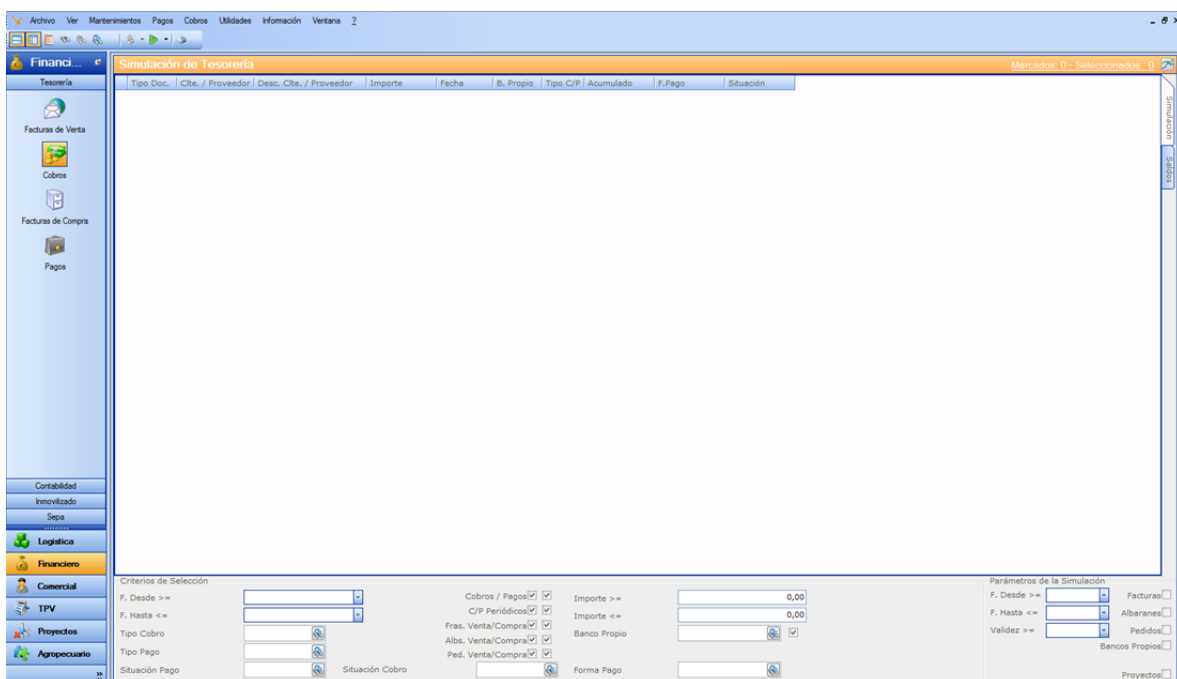 Archivo Ver Mantenimientos Pagos Cobros Utilidades Información Ventana ?
Financi...
Simulación de Tesorería
Marcados: 0 - Seleccionados: 0
Tesorería
Tipo Doc. Clte. / Proveedor Desc. Clte. / Proveedor Importe Fecha B. Propio Tipo C/P Acumulado F.Pago Situación
Simulación
Saldos
Facturas de Venta
Cobros
Facturas de Compra
Pagos
Contabilidad
Inmovilizado
Sepa
Logística
Financiero
Comercial
TPV
Proyectos
Agropecuario
Criterios de Selección
F. Desde >=
F. Hasta <=
Tipo Cobro
Tipo Pago
Situación Pago
Situación Cobro
Cobros / Pagos
C/P Periódicos
Fras. Venta/Compra
Albs. Venta/Compra
Ped. Venta/Compra
Importe >= 0,00
Importe <= 0,00
Banco Propio
Forma Pago
Parámetros de la Simulación
F. Desde >= Facturas
F. Hasta <= Albaranes
Validez >= Pedidos
Bancos Propios
Proyectos